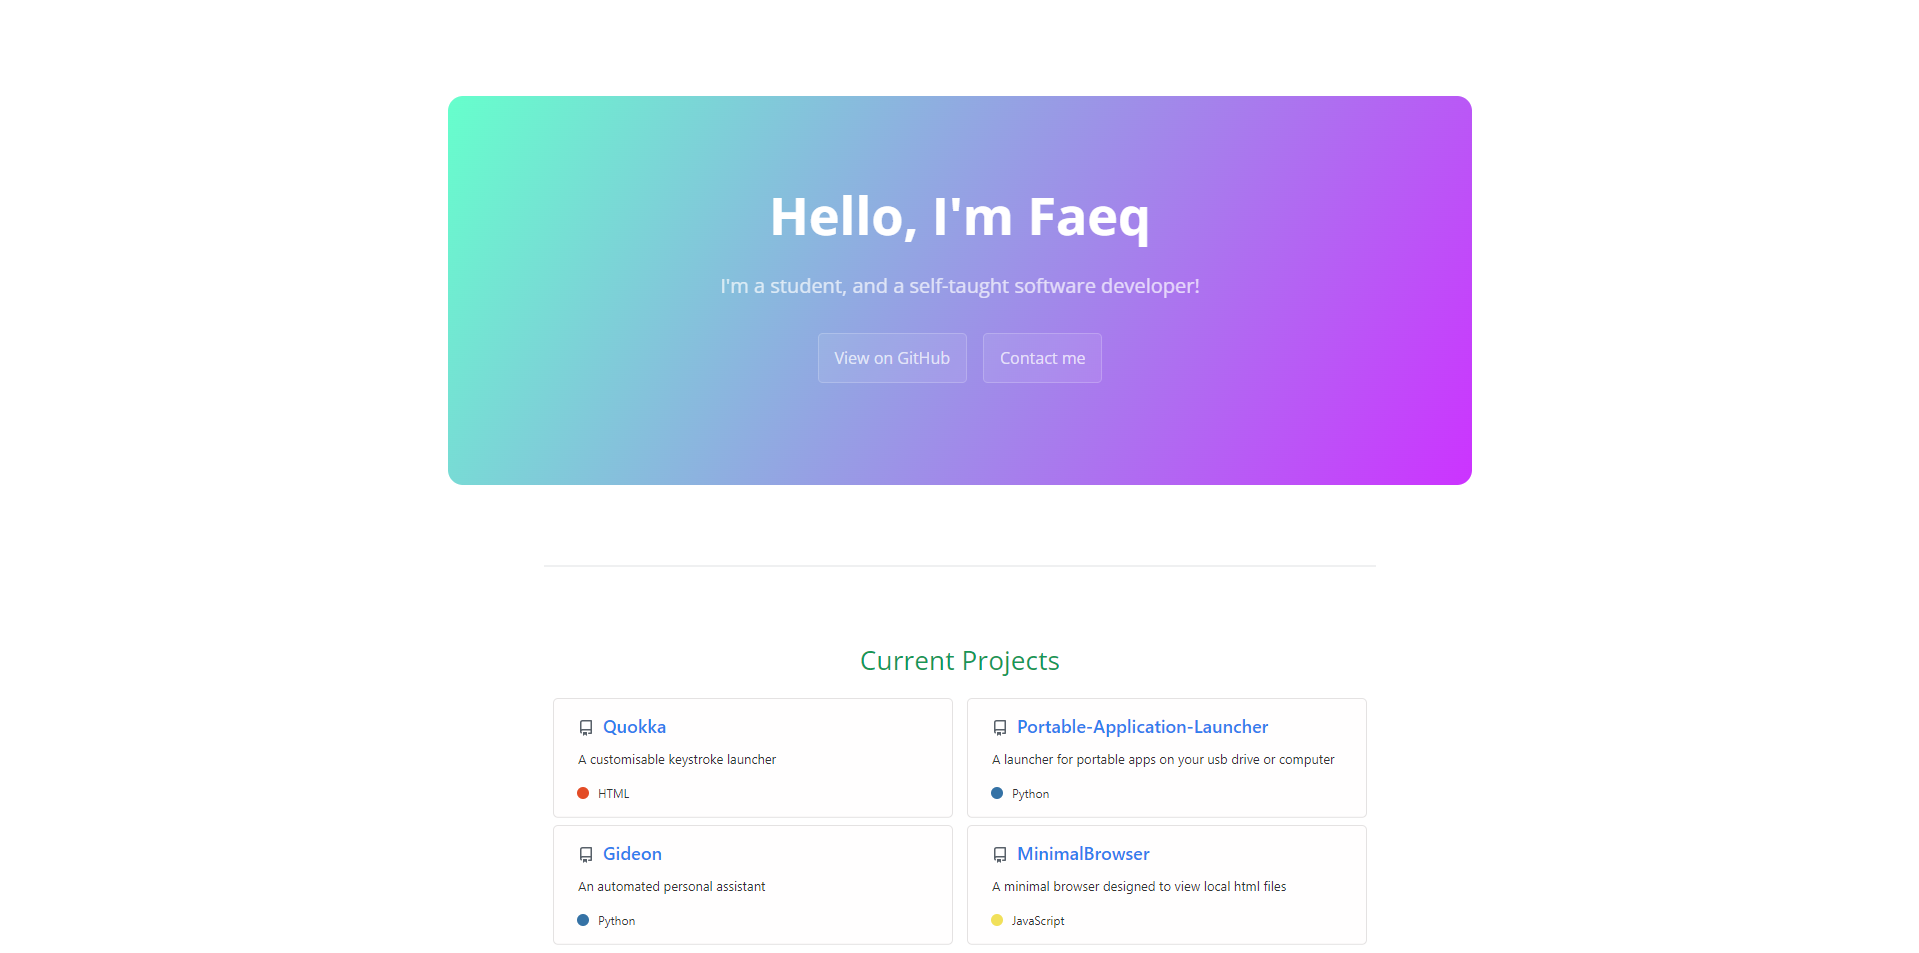 Hello, I'm Faeq
I'm a student, and a self-taught software developer!
View on GitHub
Contact me
Current Projects
Quokka
A customisable keystroke launcher
HTML
Portable-Application-Launcher
A launcher for portable apps on your usb drive or computer
Python
Gideon
An automated personal assistant
Python
MinimalBrowser
A minimal browser designed to view local html files
JavaScript